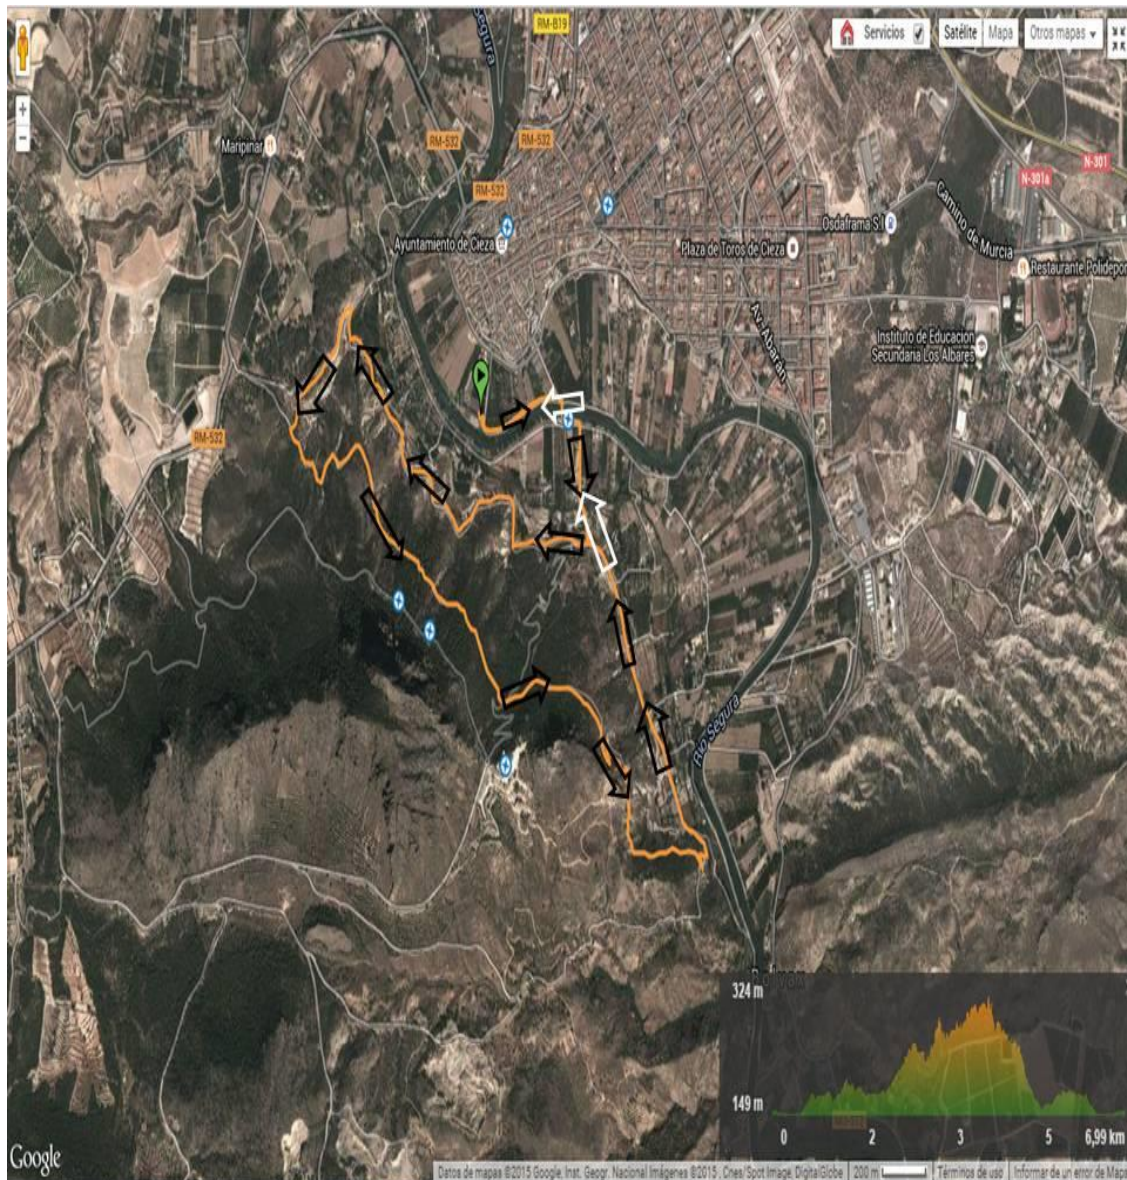 RM-B19
Segura
Servicios
Satélite
Mapa
Otros mapas
+
−
Maripinar
RM-532
RM-532
RM-532
N-301
N-301a
Camino de Murcia
Ayuntamiento de Cieza
Plaza de Toros de Cieza
Osdaframa S.l
Restaurante Polidepor
Av. Abarán
Instituto de Educación
Secundaria Los Albares
RM-532
Río Segura
324 m
149 m
0
2
3
5
6,99 km
Google
Datos de mapas ©2015 Google, Inst. Geogr. Nacional Imágenes ©2015 , Cnes/Spot Image, DigitalGlobe
200 m
Términos de uso
Informar de un error de Maps